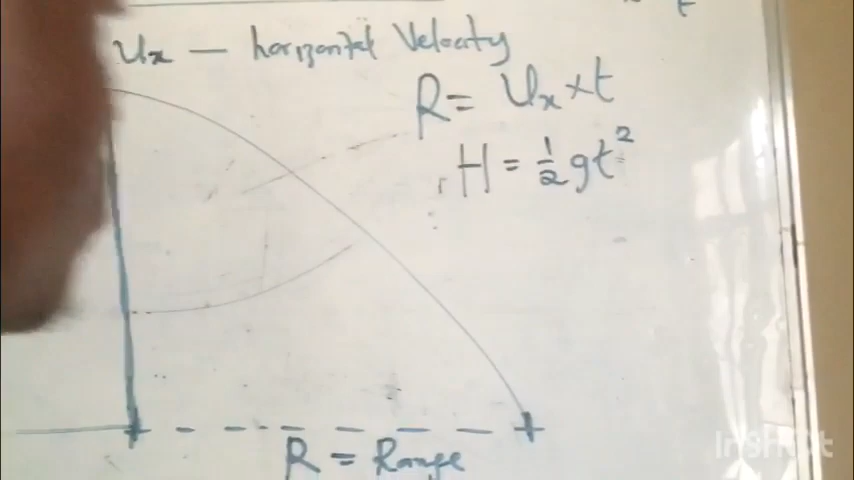 Ux — horizontal Velocity
R = Ux × t
H = ½gt²
R = Range
InShot